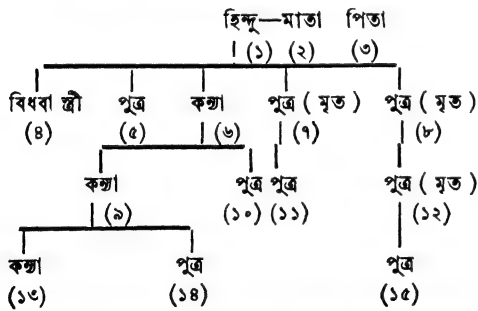 হিন্দু—মাতা পিতা
(১) (২) (৩)
বিধবা স্ত্রী পুত্র কন্যা পুত্র (মৃত) পুত্র (মৃত)
(৪) (৫) (৬) (৭) (৮)
কন্যা পুত্র পুত্র পুত্র (মৃত)
(৯) (১০) (১১) (১২)
কন্যা পুত্র পুত্র
(১৩) (১৪) (১৫)